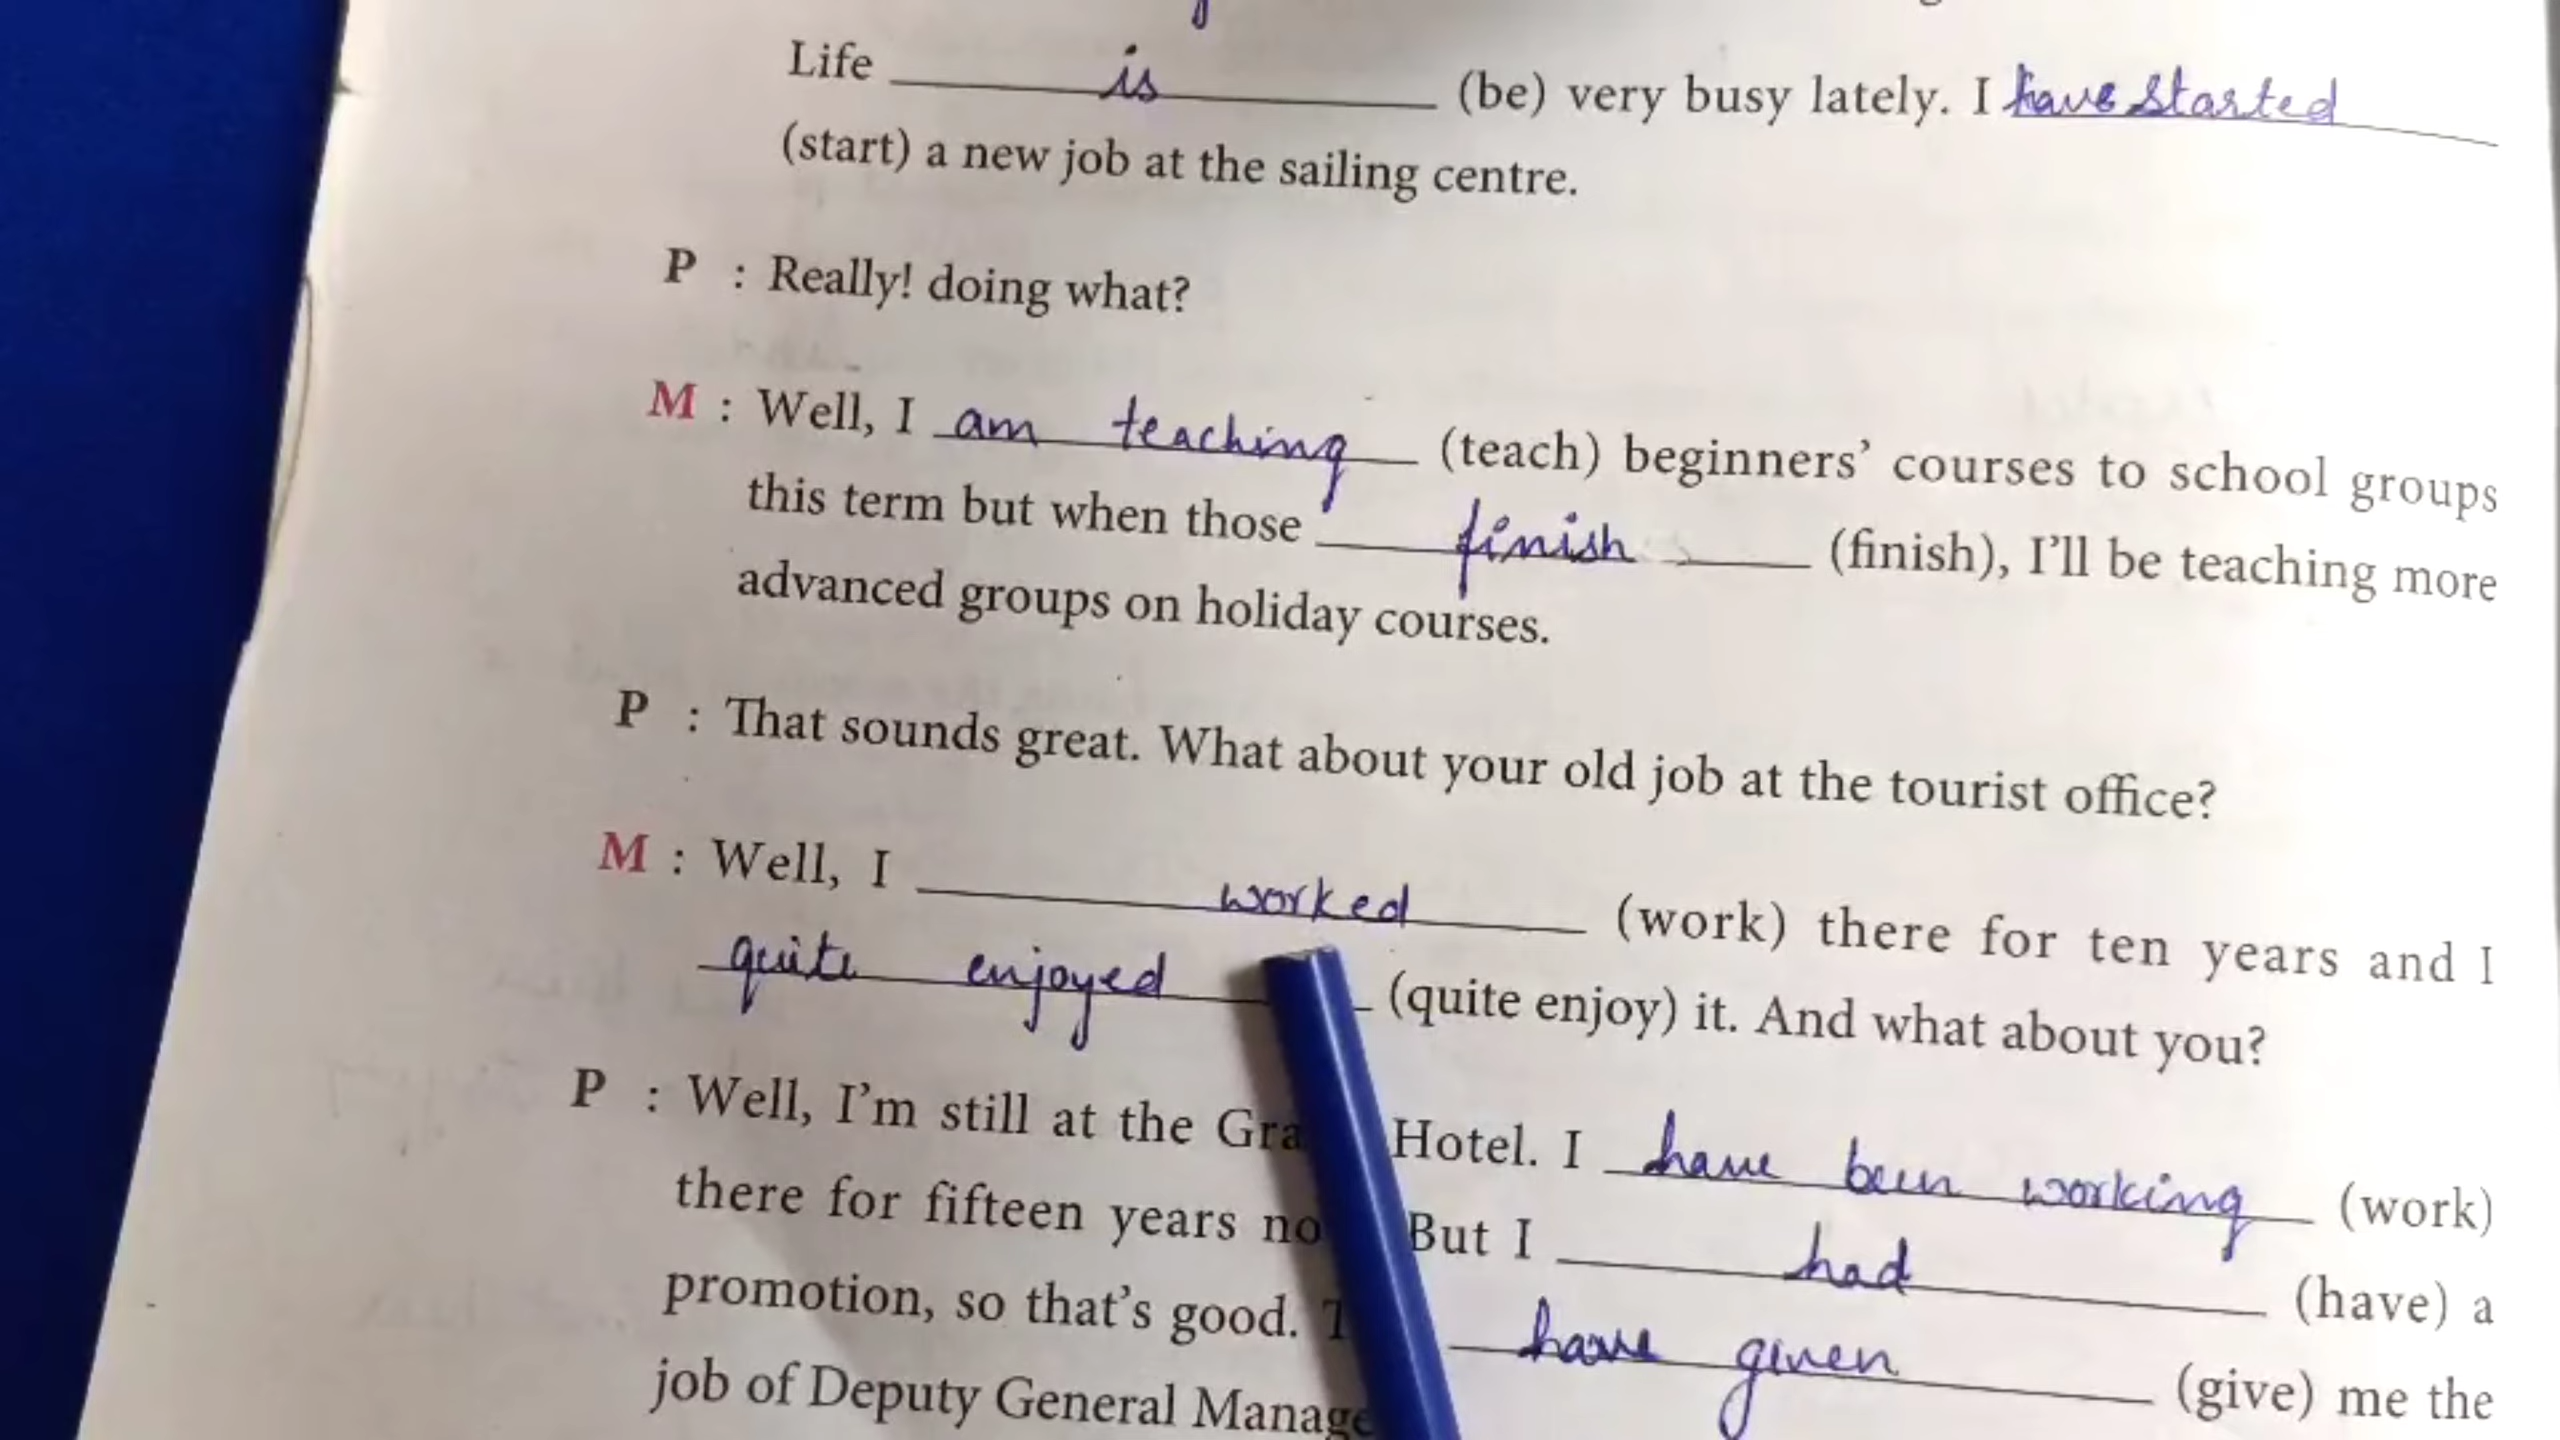 Life is (be) very busy lately. I have started
(start) a new job at the sailing centre.
P : Really! doing what?
M : Well, I am teaching (teach) beginners’ courses to school groups
this term but when those finish (finish), I’ll be teaching more
advanced groups on holiday courses.
P : That sounds great. What about your old job at the tourist office?
M : Well, I worked (work) there for ten years and I
quite enjoyed (quite enjoy) it. And what about you?
P : Well, I’m still at the Gra Hotel. I have been working (work)
there for fifteen years no But I had (have) a
promotion, so that’s good. T have given (give) me the
job of Deputy General Manage